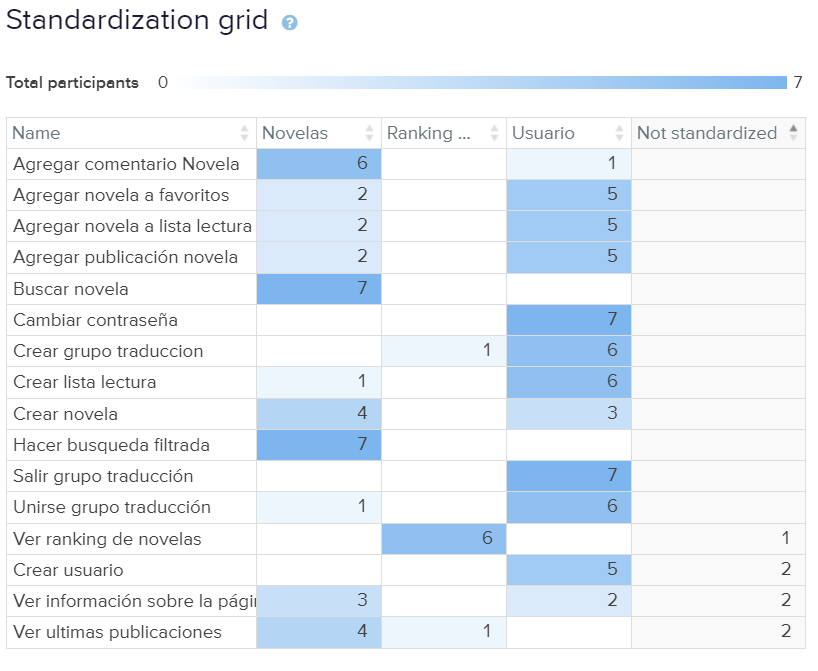 Standardization grid ?
Total participants 0 7
Name Novelas Ranking ... Usuario Not standardized
Agregar comentario Novela 6 1
Agregar novela a favoritos 2 5
Agregar novela a lista lectura 2 5
Agregar publicación novela 2 5
Buscar novela 7
Cambiar contraseña 7
Crear grupo traduccion 1 6
Crear lista lectura 1 6
Crear novela 4 3
Hacer busqueda filtrada 7
Salir grupo traducción 7
Unirse grupo traducción 1 6
Ver ranking de novelas 6 1
Crear usuario 5 2
Ver información sobre la pági 3 2 2
Ver ultimas publicaciones 4 1 2